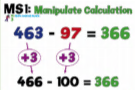 MS1: Manipulate Calculation
463 - 97 = 366
+3 +3
466 - 100 = 366